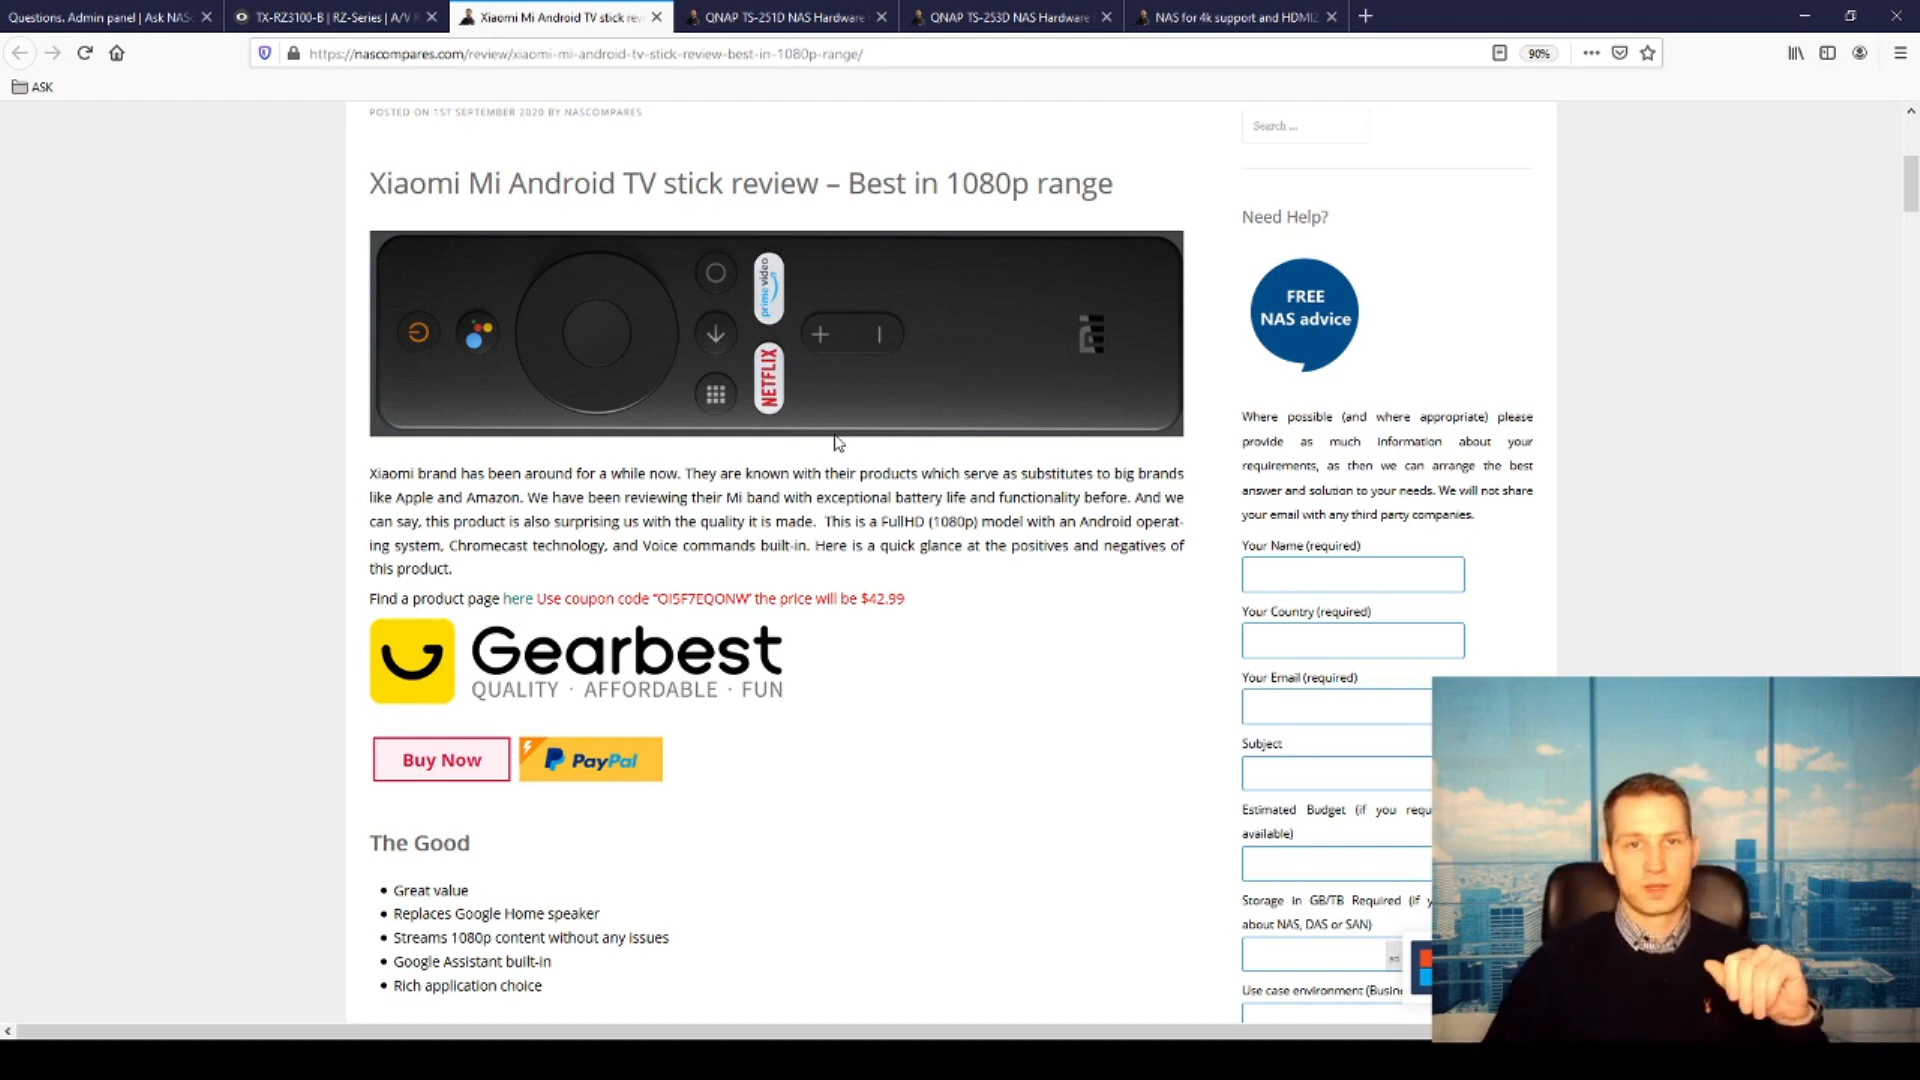 Questions. Admin panel | Ask NAS
TX-RZ3100-B | RZ-Series | A/V
Xiaomi Mi Android TV stick rev
QNAP TS-251D NAS Hardware
QNAP TS-253D NAS Hardware
NAS for 4k support and HDMI2
https://nascompares.com/review/xiaomi-mi-android-tv-stick-review-best-in-1080p-range/
90%
ASK
POSTED ON 1ST SEPTEMBER 2020 BY NASCOMPARES
Xiaomi Mi Android TV stick review – Best in 1080p range
prime video
NETFLIX
mi
Xiaomi brand has been around for a while now. They are known with their products which serve as substitutes to big brands
like Apple and Amazon. We have been reviewing their Mi band with exceptional battery life and functionality before. And we
can say, this product is also surprising us with the quality it is made. This is a FullHD (1080p) model with an Android operat-
ing system, Chromecast technology, and Voice commands built-in. Here is a quick glance at the positives and negatives of
this product.
Find a product page here Use coupon code “OI5F7EQONW’ the price will be $42.99
Gearbest
QUALITY · AFFORDABLE · FUN
Buy Now
PayPal
The Good
Great value
Replaces Google Home speaker
Streams 1080p content without any issues
Google Assistant built-in
Rich application choice
Search ...
Need Help?
FREE
NAS advice
Where possible (and where appropriate) please
provide as much information about your
requirements, as then we can arrange the best
answer and solution to your needs. We will not share
your email with any third party companies.
Your Name (required)
Your Country (required)
Your Email (required)
Subject
Estimated Budget (if you requ
available)
Storage in GB/TB Required (if y
about NAS, DAS or SAN)
ad
Use case environment (Busin